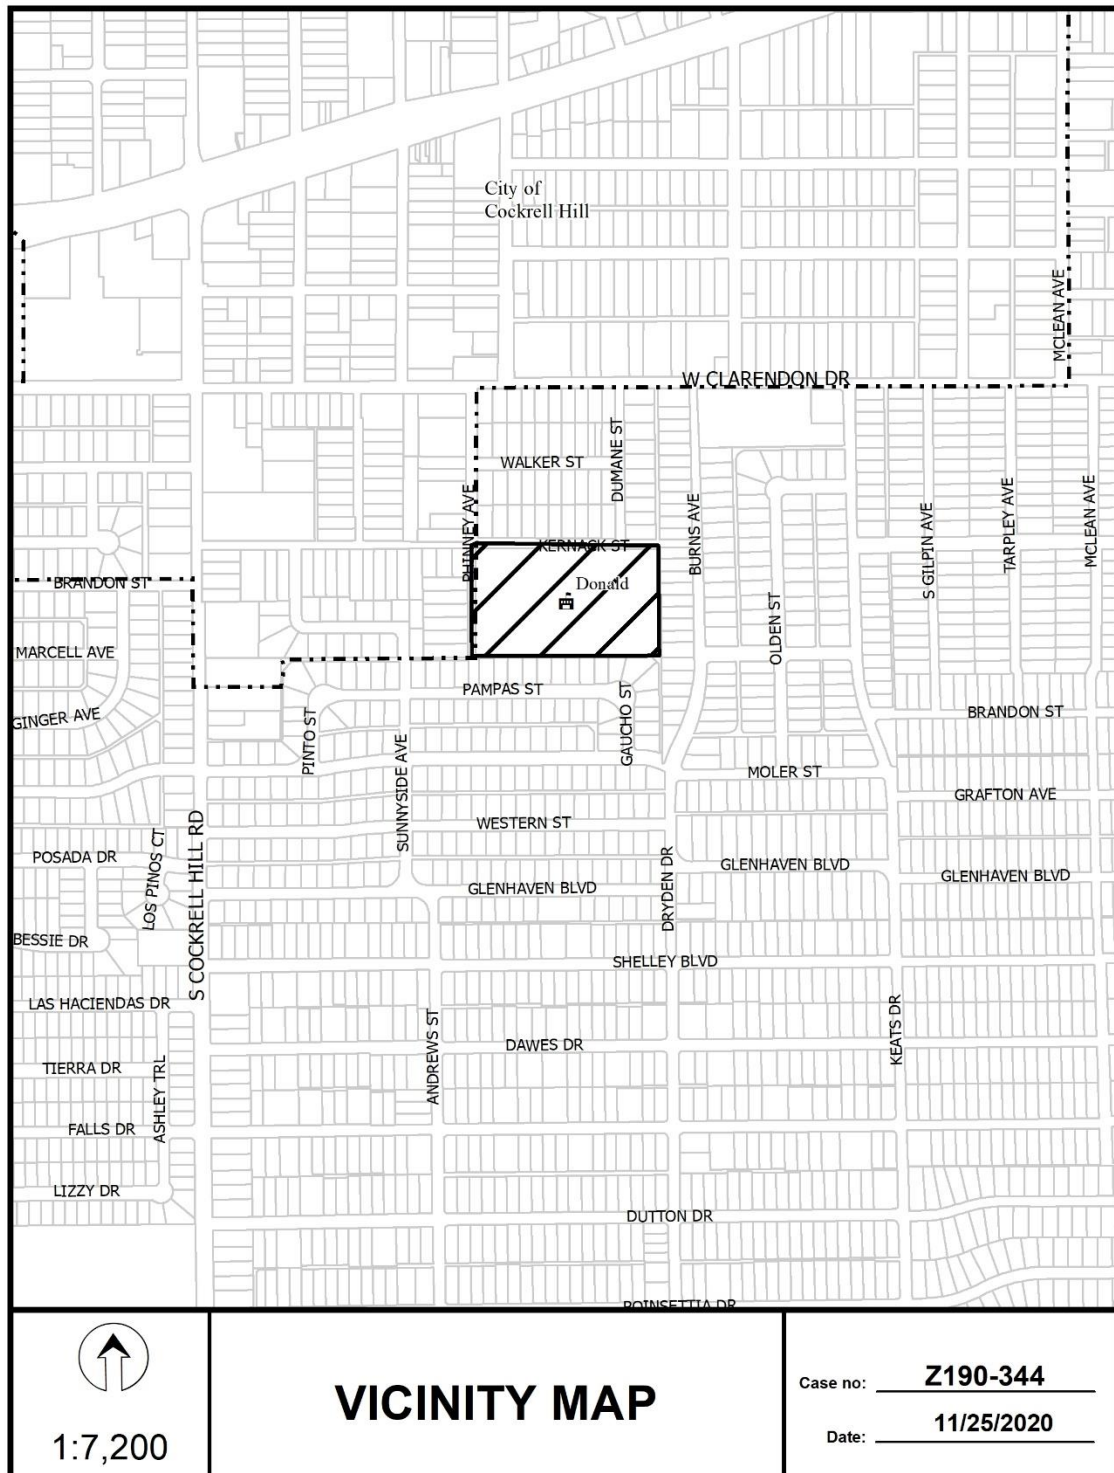 City of
Cockrell Hill
MCLEAN AVE
W CLARENDON DR
DUMANE ST
WALKER ST
PHINNEY AVE
BURNS AVE
S GILPIN AVE
TARPLEY AVE
MCLEAN AVE
KERNACK ST
BRANDON ST
Donald
OLDEN ST
MARCELL AVE
PAMPAS ST
GAUCHO ST
GINGER AVE
BRANDON ST
PINTO ST
SUNNYSIDE AVE
MOLER ST
GRAFTON AVE
WESTERN ST
S COCKRELL HILL RD
LOS PINOS CT
POSADA DR
GLENHAVEN BLVD
GLENHAVEN BLVD
GLENHAVEN BLVD
DRYDEN DR
BESSIE DR
SHELLEY BLVD
LAS HACIENDAS DR
ANDREWS ST
KEATS DR
DAWES DR
TIERRA DR
ASHLEY TRL
FALLS DR
LIZZY DR
DUTTON DR
POINSETTIA DR
1:7,200
VICINITY MAP
Case no: Z190-344
Date: 11/25/2020